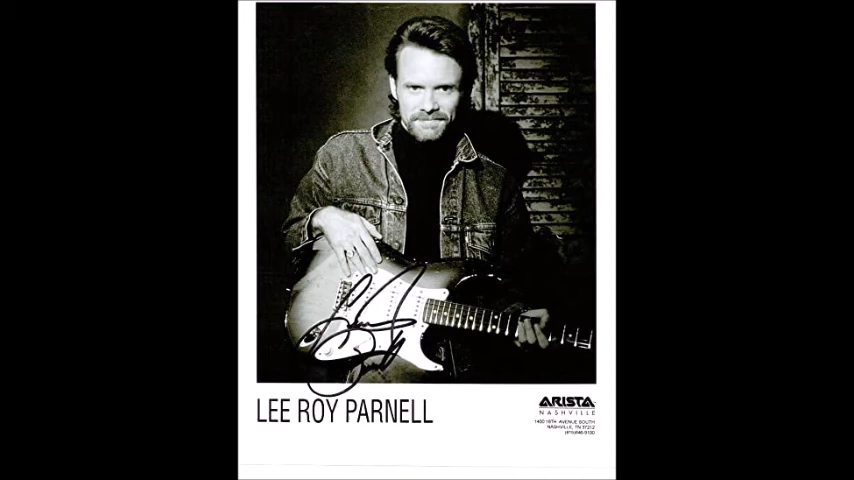 LEE ROY PARNELL
ARISTA
NASHVILLE
1400 18TH AVENUE SOUTH
NASHVILLE, TN 37212